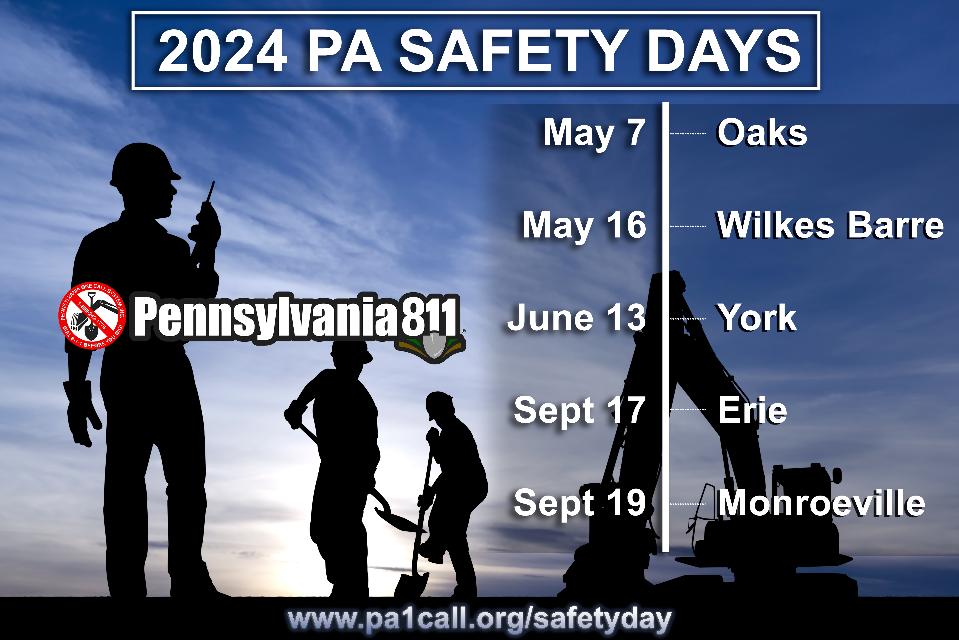 2024 PA SAFETY DAYS
May 7 Oaks
May 16 Wilkes Barre
June 13 York
Sept 17 Erie
Sept 19 Monroeville
Pennsylvania811
www.pa1call.org/safetyday